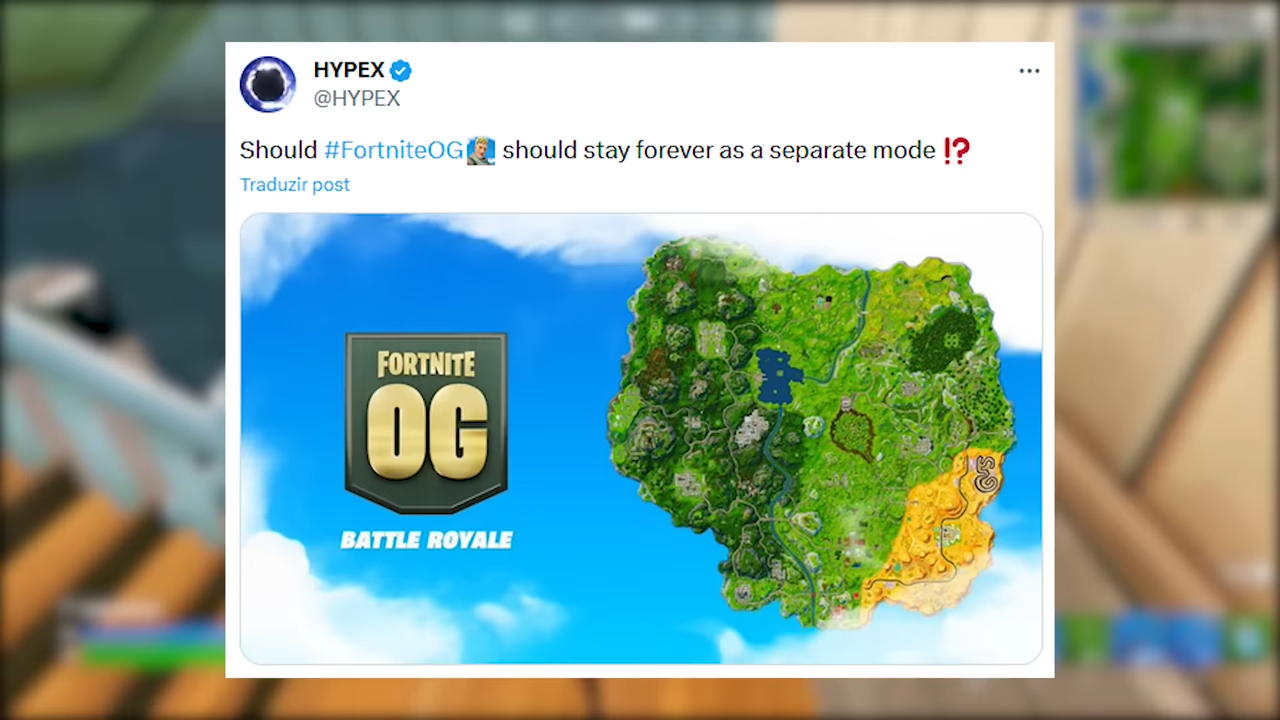 HYPEX
@HYPEX
Should #FortniteOG should stay forever as a separate mode ⁉
Traduzir post
FORTNITE
OG
BATTLE ROYALE